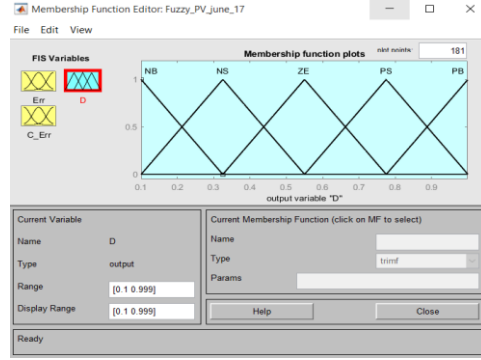 Membership Function Editor: Fuzzy_PV_june_17
File Edit View
FIS Variables
Err
D
C_Err
Membership function plots
plot points:
181
NB NS ZE PS PB
1
0.5
0
0.1 0.2 0.3 0.4 0.5 0.6 0.7 0.8 0.9
output variable "D"
Current Variable
Name D
Type output
Range [0.1 0.999]
Display Range [0.1 0.999]
Current Membership Function (click on MF to select)
Name
Type trimf
Params
Help Close
Ready